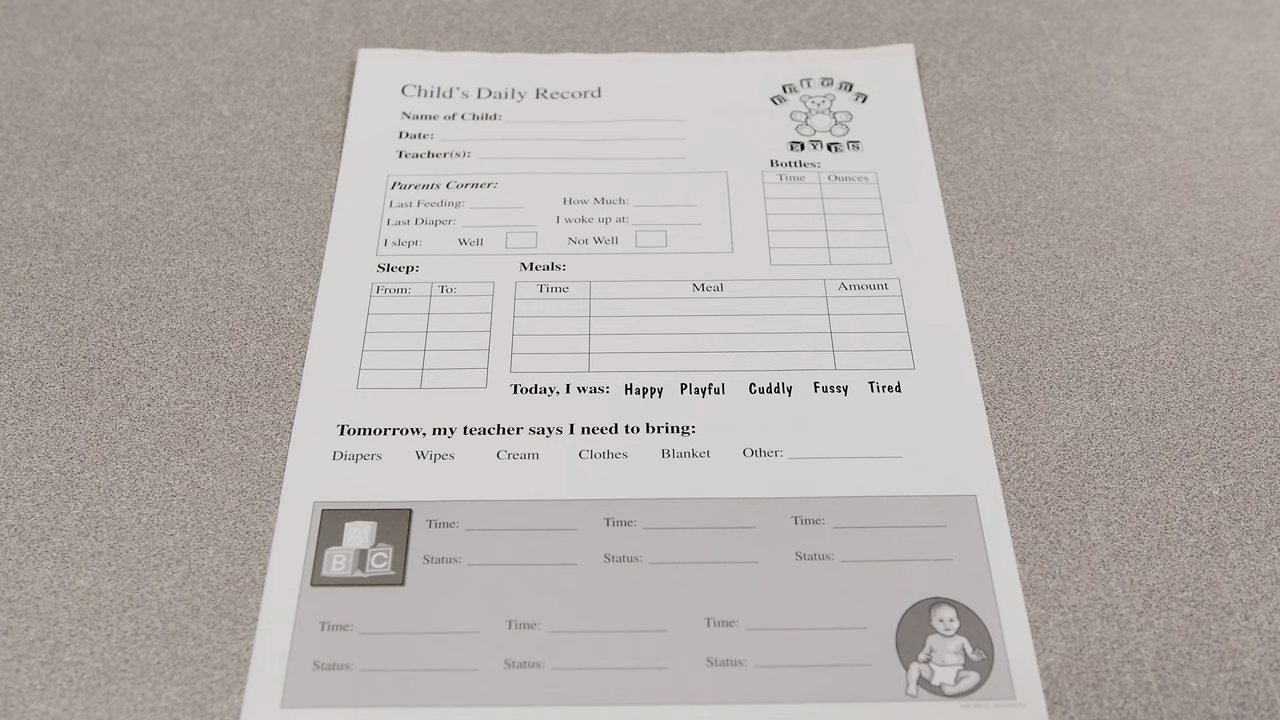 Child's Daily Record
BRIGHT
EYES
Name of Child:
Date:
Teacher(s):
Bottles:
Time Ounces
Parents Corner:
Last Feeding: How Much:
Last Diaper: I woke up at:
I slept: Well Not Well
Sleep: Meals:
From: To: Time Meal Amount
Today, I was: Happy Playful Cuddly Fussy Tired
Tomorrow, my teacher says I need to bring:
Diapers Wipes Cream Clothes Blanket Other:
A
B C
Time: Time: Time:
Status: Status: Status:
Time: Time: Time:
Status: Status: Status: